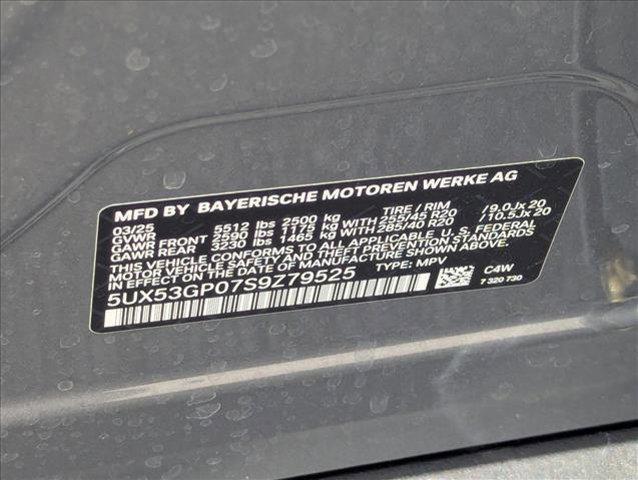 MFD BY BAYERISCHE MOTOREN WERKE AG
03/25 TIRE / RIM
GVWR 5512 lbs 2500 kg
GAWR FRONT 2590 lbs 1175 kg WITH 255/45 R20 /9.0Jx 20
GAWR REAR 3230 lbs 1465 kg WITH 285/40 R20 /10.5Jx 20
THIS VEHICLE CONFORMS TO ALL APPLICABLE U.S. FEDERAL
MOTOR VEHICLE SAFETY AND THEFT PREVENTION STANDARDS
IN EFFECT ON THE DATE OF MANUFACTURE SHOWN ABOVE.
5UX53GP07S9Z79525 TYPE: MPV C4W
7 320 730